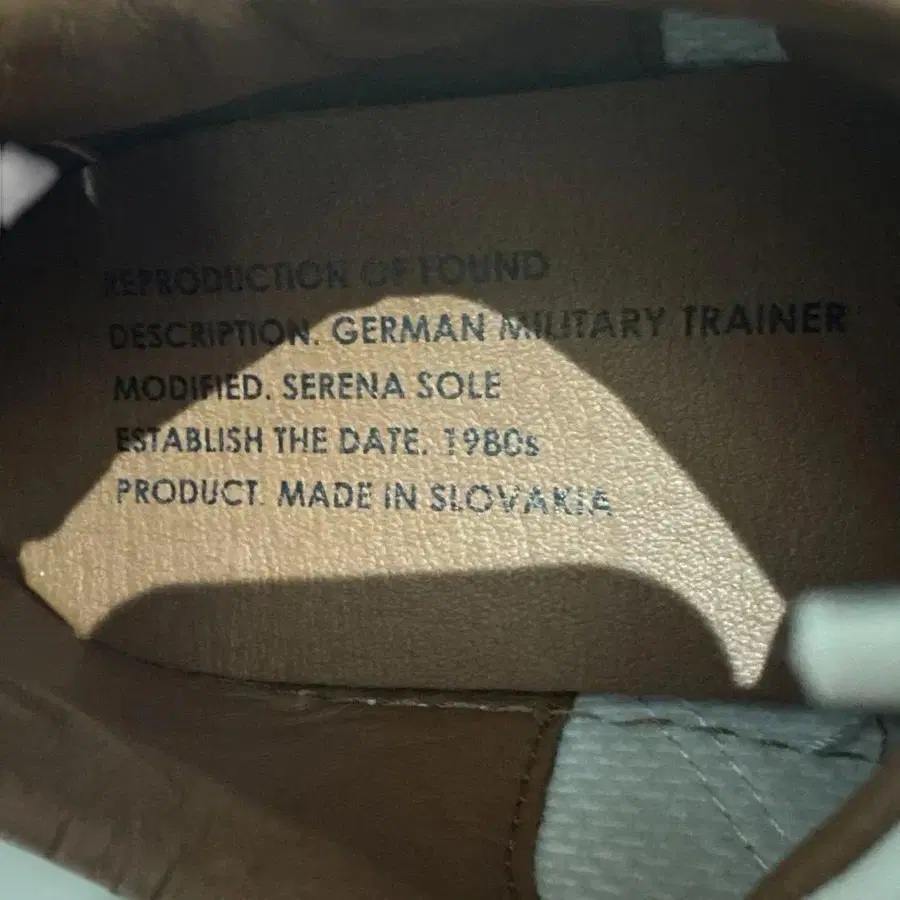 REPRODUCTION OF FOUND
DESCRIPTION. GERMAN MILITARY TRAINER
MODIFIED. SERENA SOLE
ESTABLISH THE DATE. 1980s
PRODUCT. MADE IN SLOVAKIA